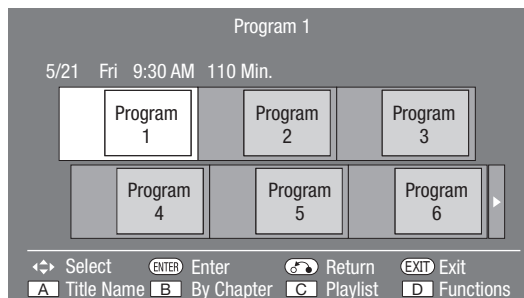 Program 1
5/21 Fri 9:30 AM 110 Min.
Program 1
Program 2
Program 3
Program 4
Program 5
Program 6
Select ENTER Enter Return EXIT Exit
A Title Name B By Chapter C Playlist D Functions